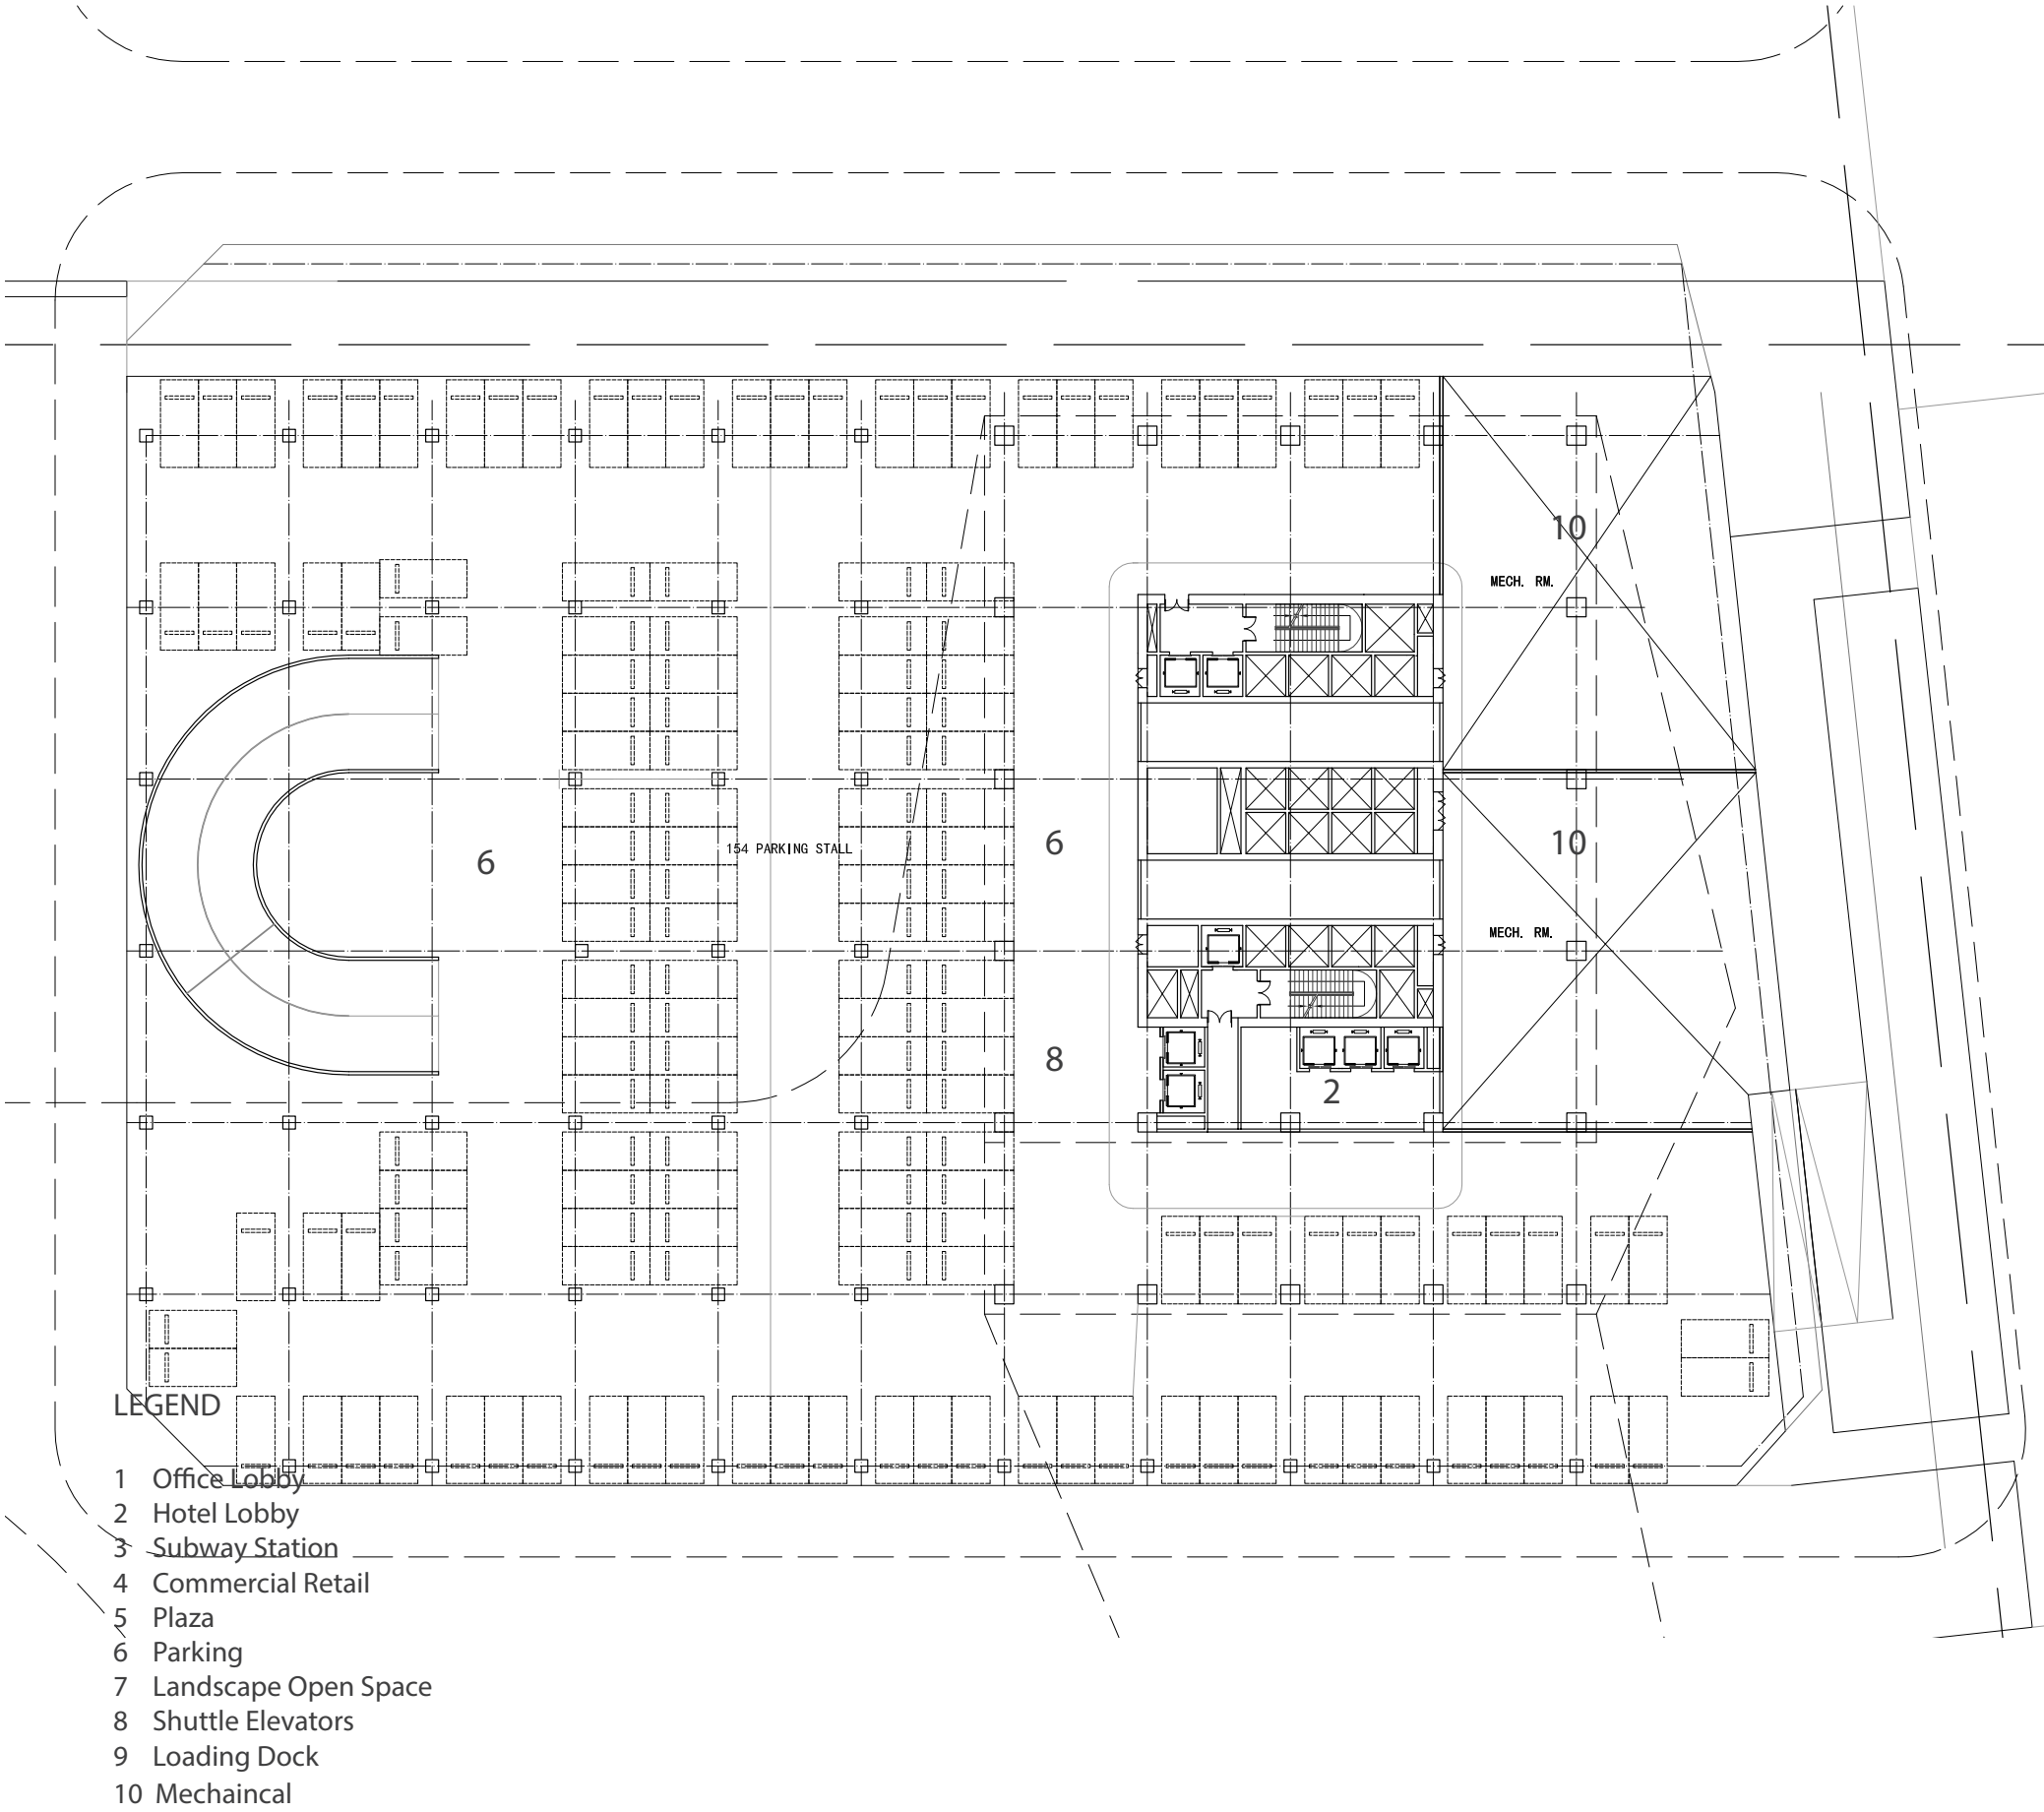 10
MECH. RM.
154 PARKING STALL
6
10
6
MECH. RM.
8
2
LEGEND
1 Office Lobby
2 Hotel Lobby
3 Subway Station
4 Commercial Retail
5 Plaza
6 Parking
7 Landscape Open Space
8 Shuttle Elevators
9 Loading Dock
10 Mechaincal